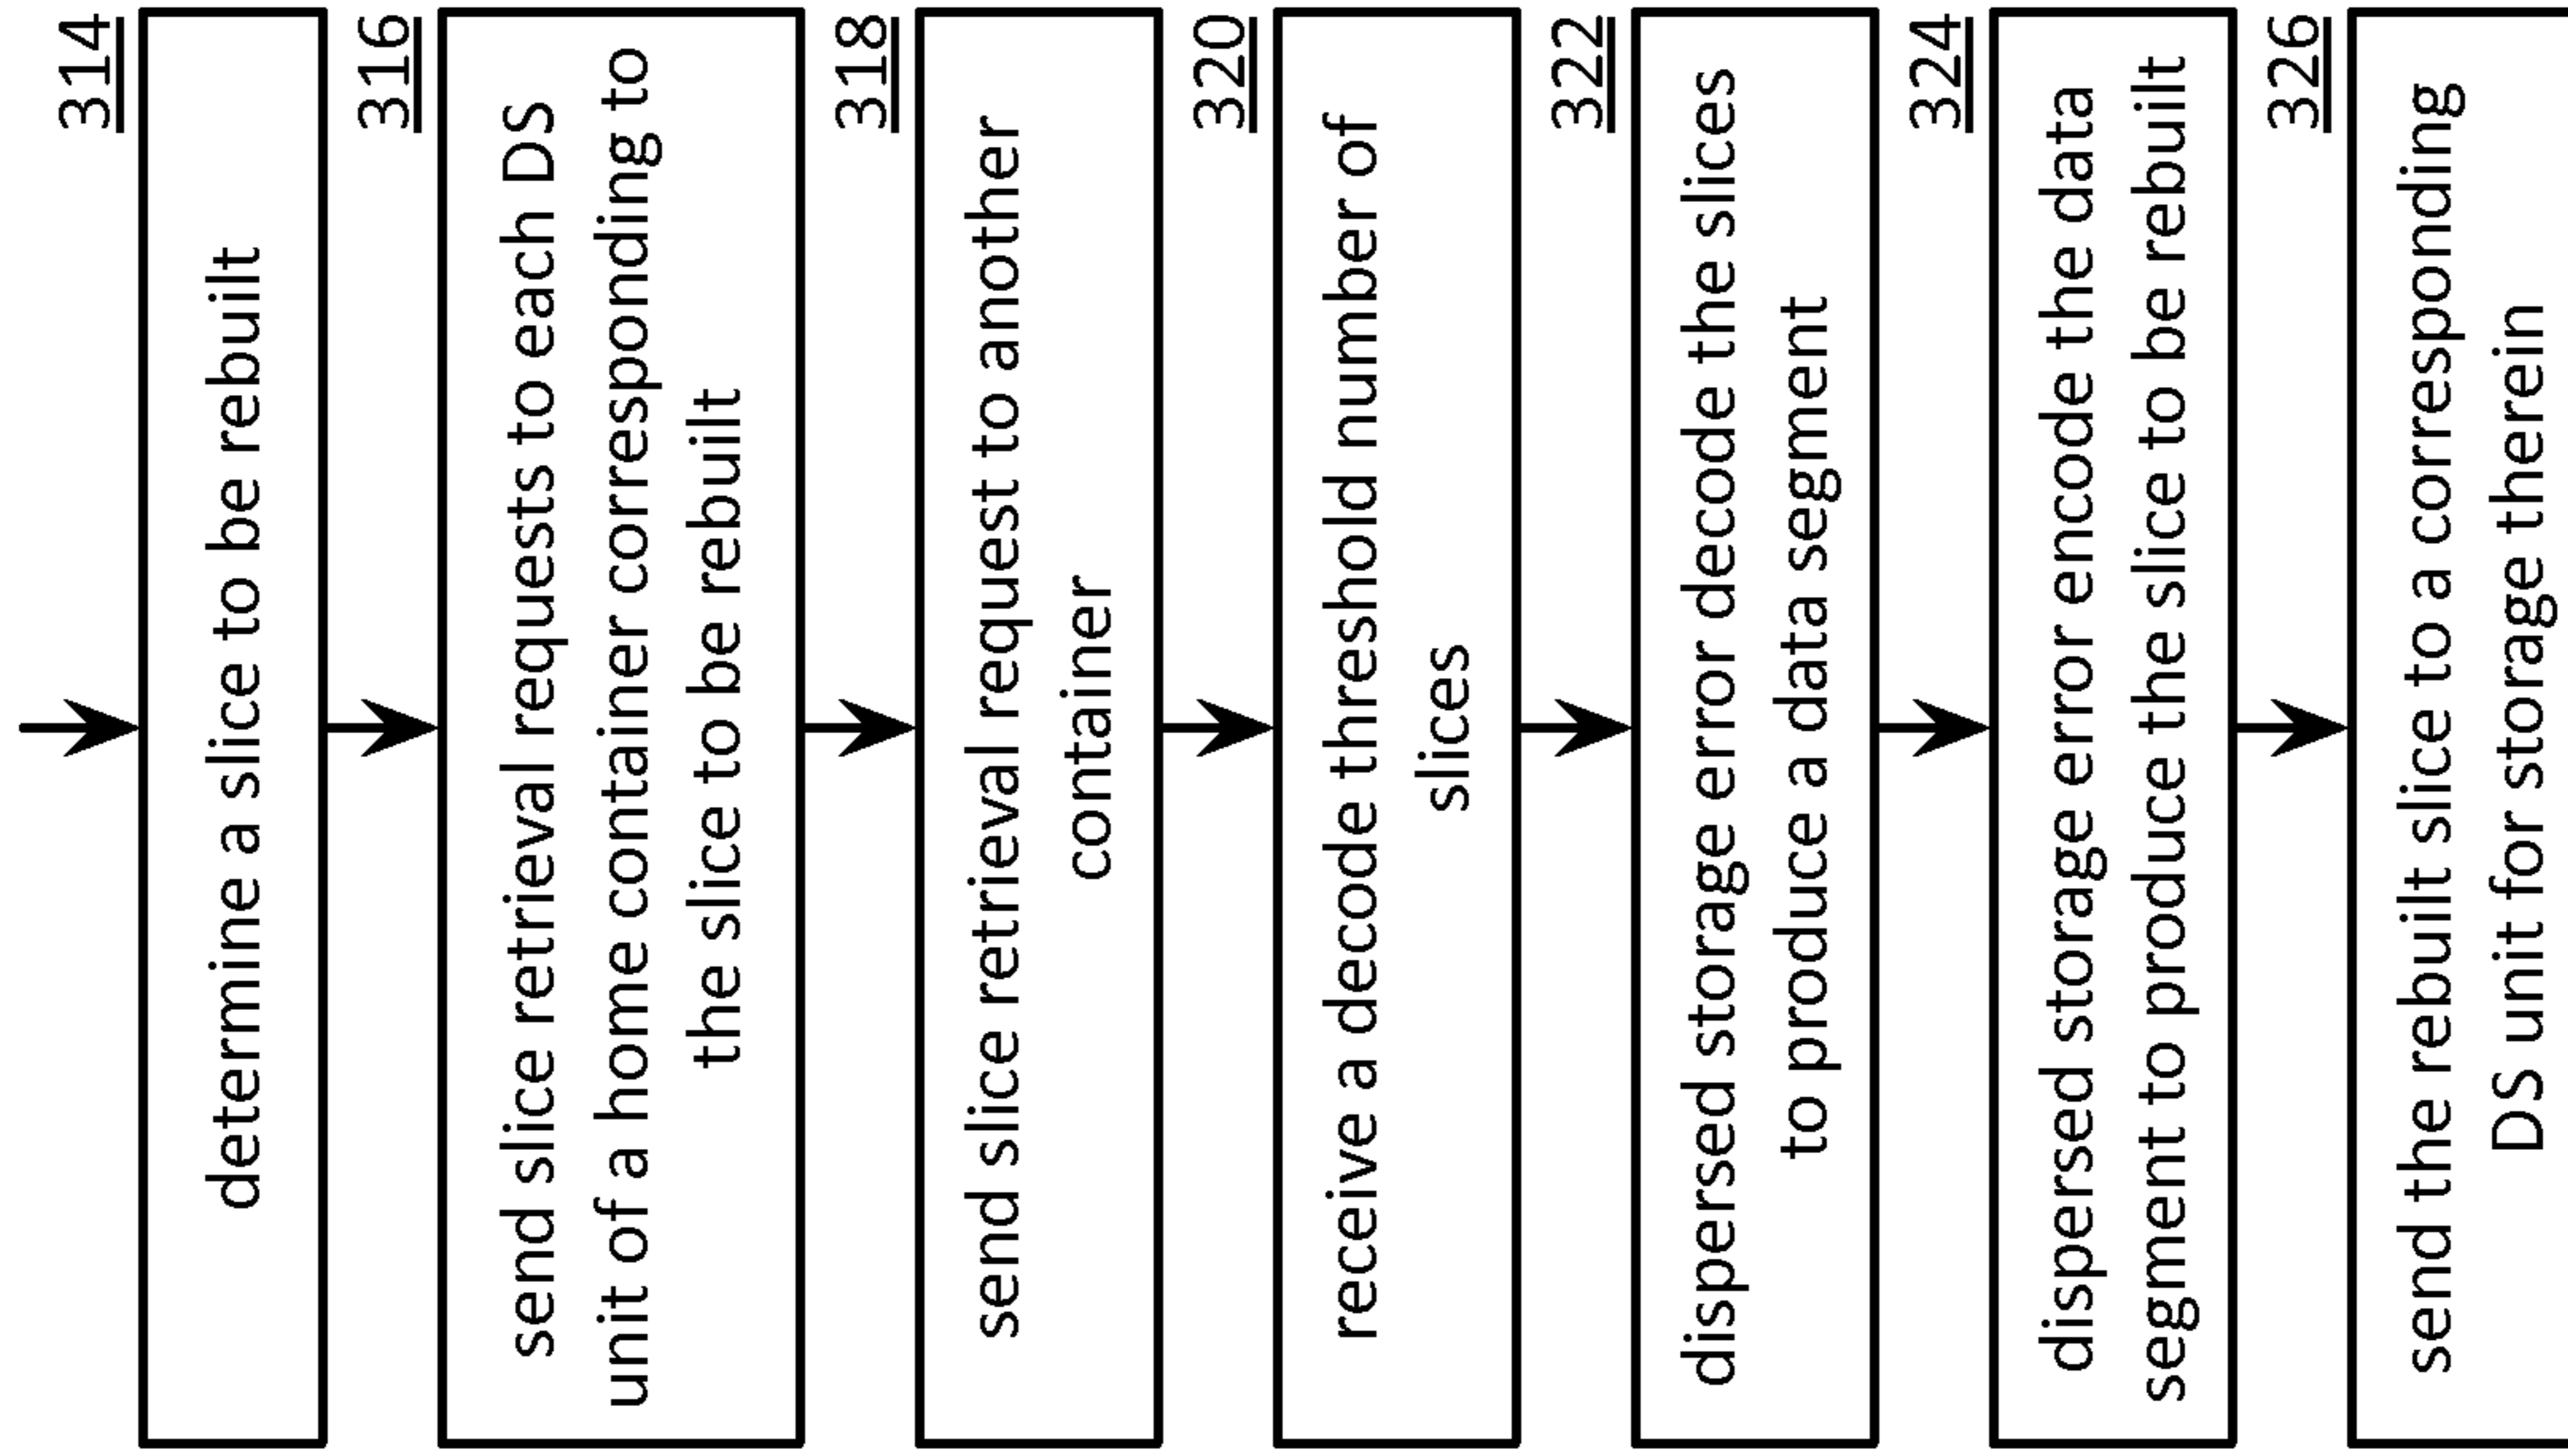 314
determine a slice to be rebuilt
316
send slice retrieval requests to each DS
unit of a home container corresponding to
the slice to be rebuilt
318
send slice retrieval request to another
container
320
receive a decode threshold number of
slices
322
dispersed storage error decode the slices
to produce a data segment
324
dispersed storage error encode the data
segment to produce the slice to be rebuilt
326
send the rebuilt slice to a corresponding
DS unit for storage therein